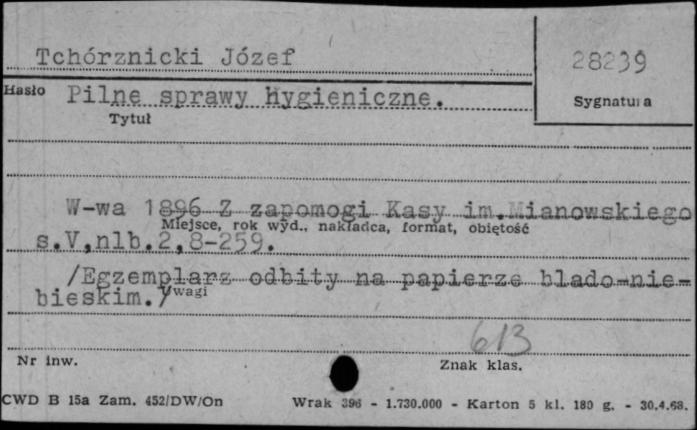 Tchórznicki Józef
28239
Hasło Pilne sprawy hygieniczne.
Sygnatura
Tytuł
W-wa 1896 Z zapomogi Kasy im.Mianowskiego
Miejsce, rok wyd., nakładca, format, objętość
s.V,nlb.2,8-259.
/Egzemplarz odbity na papierze blado-nie-
bieskim./
Uwagi
613
Nr inw.
Znak klas.
CWD B 15a Zam. 452/DW/On
Wrak 396 - 1.730.000 - Karton 5 kl. 180 g. - 30.4.68.